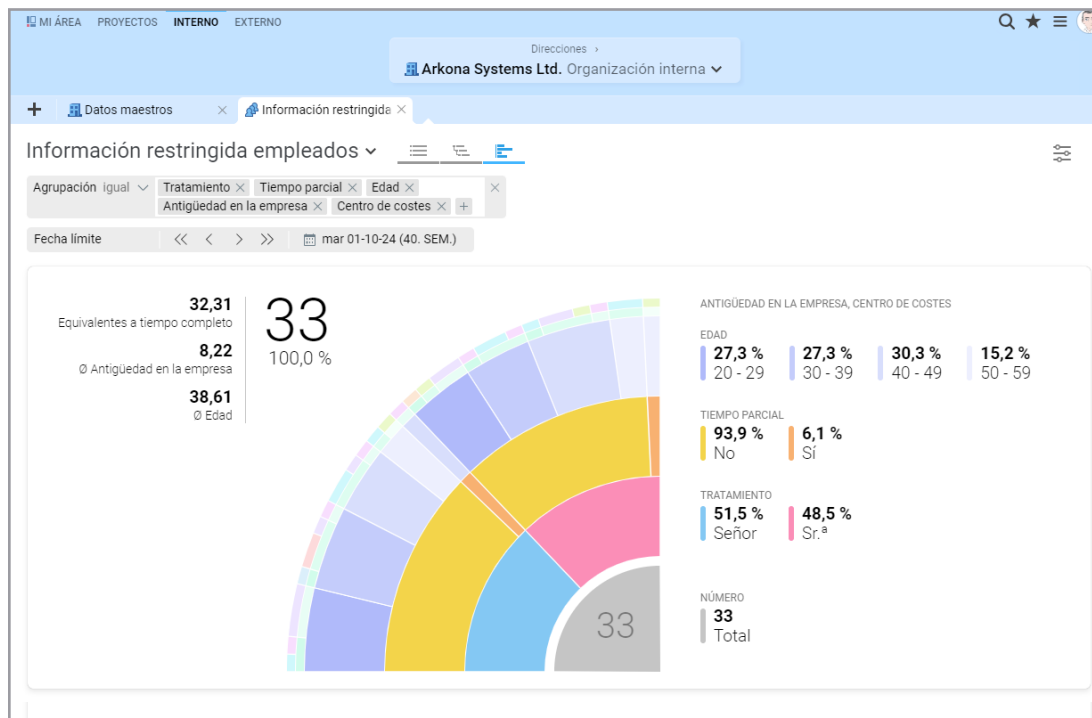 MI ÁREA PROYECTOS INTERNO EXTERNO
Direcciones ›
Arkona Systems Ltd. Organización interna
Datos maestros
Información restringida
Información restringida empleados
Agrupación igual Tratamiento × Tiempo parcial × Edad × ×
Antigüedad en la empresa × Centro de costes × +
Fecha límite << < > >> mar 01-10-24 (40. SEM.)
32,31
Equivalentes a tiempo completo
8,22
Ø Antigüedad en la empresa
38,61
Ø Edad
33
100,0 %
33
ANTIGÜEDAD EN LA EMPRESA, CENTRO DE COSTES
EDAD
27,3 % 27,3 % 30,3 % 15,2 %
20 - 29 30 - 39 40 - 49 50 - 59
TIEMPO PARCIAL
93,9 % 6,1 %
No Sí
TRATAMIENTO
51,5 % 48,5 %
Señor Sr.ª
NÚMERO
33
Total